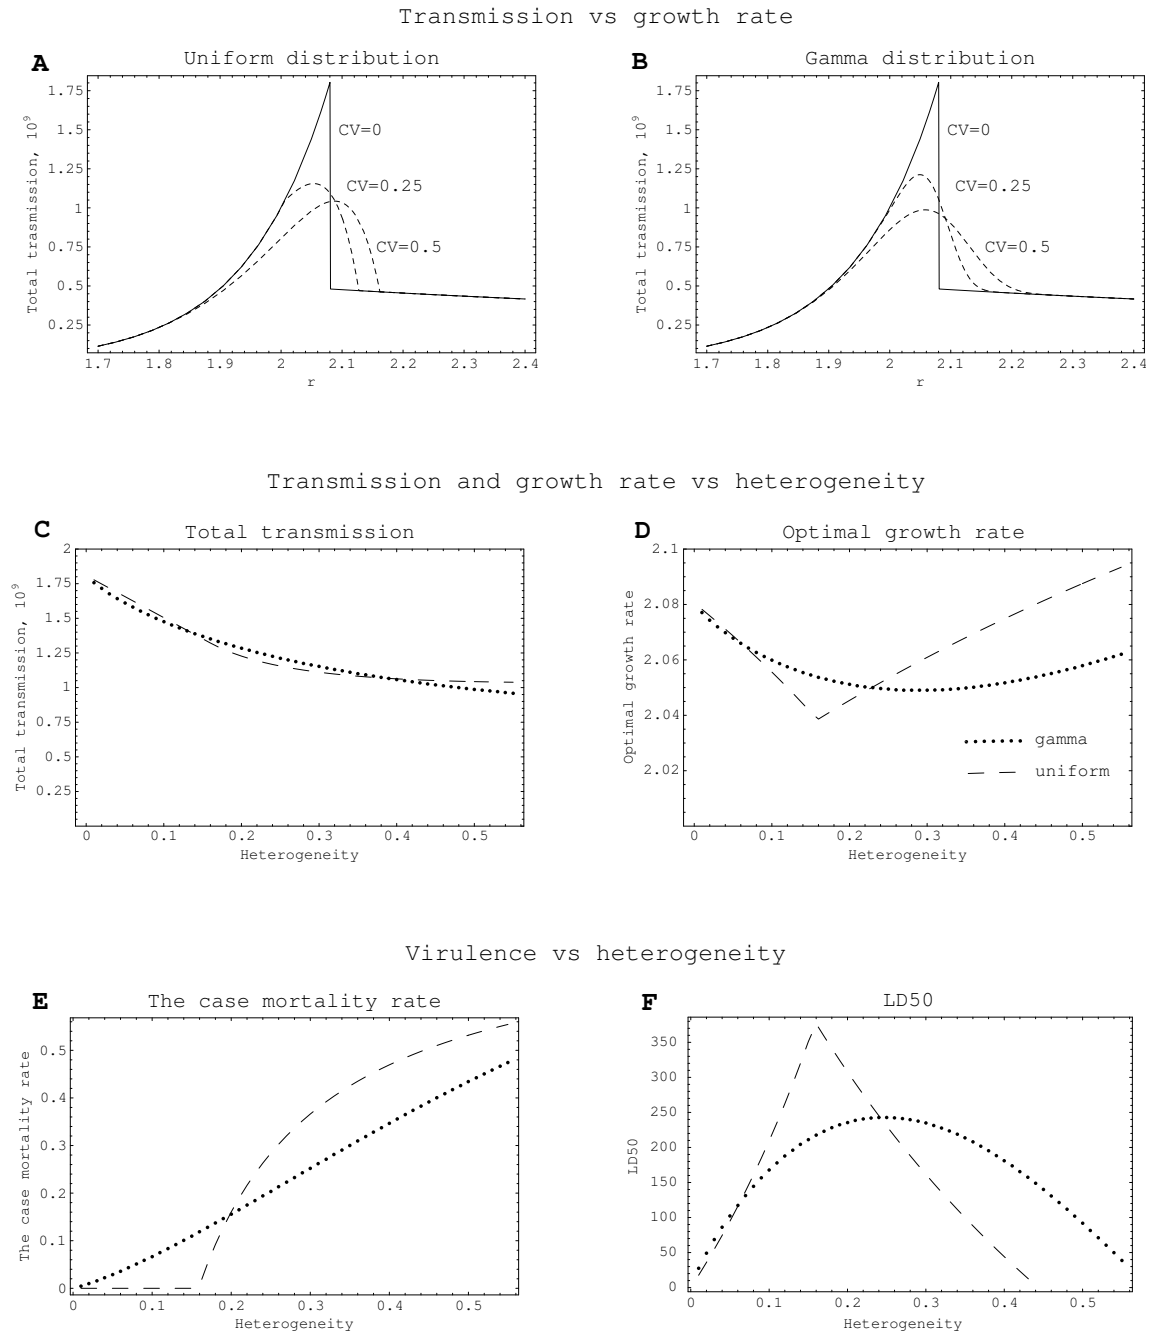 Transmission vs growth rate
A
Uniform distribution
Total trasmission, 10^9
1.75
1.5
1.25
1
0.75
0.5
0.25
CV=0
CV=0.25
CV=0.5
1.7 1.8 1.9 2 2.1 2.2 2.3 2.4
r
B
Gamma distribution
Total trasmission, 10^9
1.75
1.5
1.25
1
0.75
0.5
0.25
CV=0
CV=0.25
CV=0.5
1.7 1.8 1.9 2 2.1 2.2 2.3 2.4
r
Transmission and growth rate vs heterogeneity
C
Total transmission
Total transmission, 10^9
2
1.75
1.5
1.25
1
0.75
0.5
0.25
0 0.1 0.2 0.3 0.4 0.5
Heterogeneity
D
Optimal growth rate
Optimal growth rate
2.1
2.08
2.06
2.04
2.02
gamma
uniform
0 0.1 0.2 0.3 0.4 0.5
Heterogeneity
Virulence vs heterogeneity
E
The case mortality rate
The case mortality rate
0.5
0.4
0.3
0.2
0.1
0
0 0.1 0.2 0.3 0.4 0.5
Heterogeneity
F
LD50
LD50
350
300
250
200
150
100
50
0
0 0.1 0.2 0.3 0.4 0.5
Heterogeneity